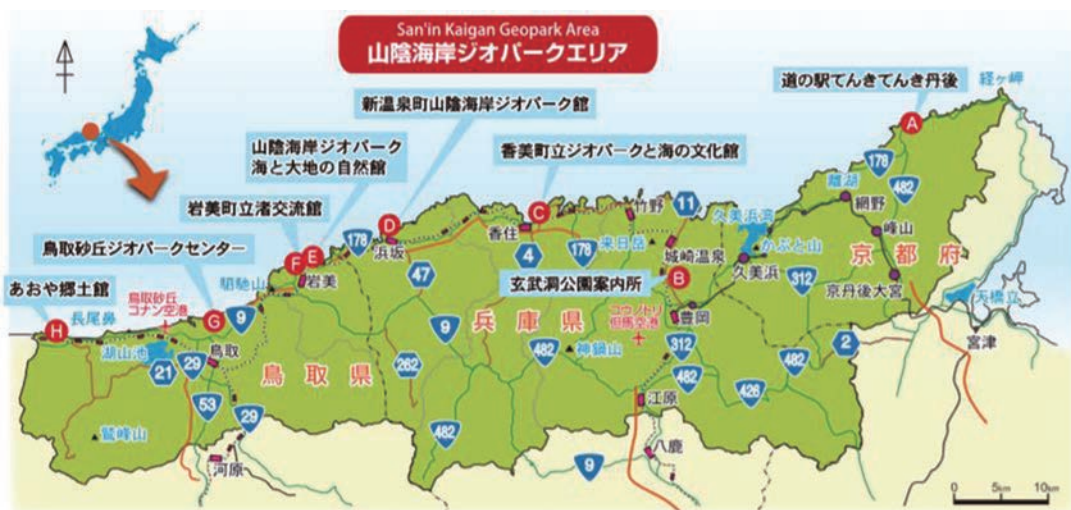 San'in Kaigan Geopark Area
山陰海岸ジオパークエリア
道の駅てんきてんき丹後
経ヶ岬
新温泉町山陰海岸ジオパーク館
山陰海岸ジオパーク
海と大地の自然館
香美町立ジオパークと海の文化館
岩美町立渚交流館
鳥取砂丘ジオパークセンター
あおや郷土館
玄武洞公園案内所
A
B
C
D
E
F
G
H
178
482
離湖
網野
峰山
京都府
312
京丹後大宮
天橋立
宮津
久美浜湾
かぶと山
久美浜
竹野
11
来日岳
城崎温泉
香住
4
178
浜坂
178
47
岩美
駟馳山
鳥取砂丘
コナン空港
長尾鼻
湖山池
9
鳥取
21
29
53
29
鷲峰山
河原
鳥取県
262
9
482
兵庫県
482
神鍋山
コウノトリ
但馬空港
豊岡
312
482
426
482
2
江原
八鹿
9
0
5km
10km